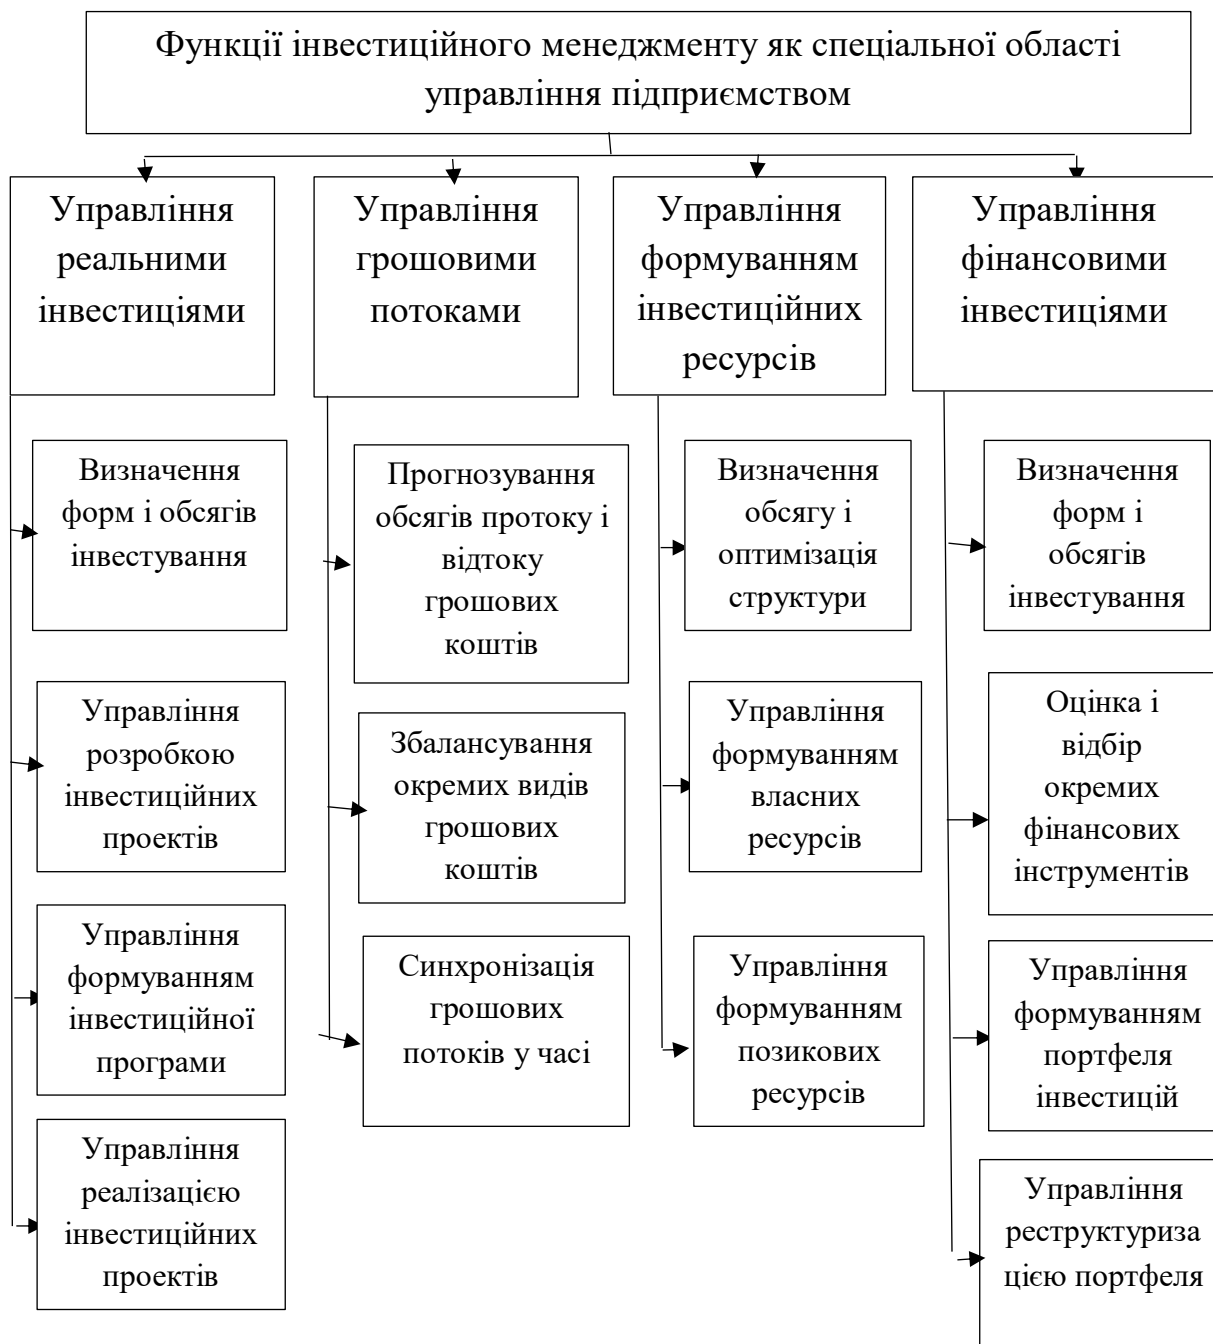 Функції інвестиційного менеджменту як спеціальної області
управління підприємством
Управління
реальними
інвестиціями
Управління
грошовими
потоками
Управління
формуванням
інвестиційних
ресурсів
Управління
фінансовими
інвестиціями
Визначення
форм і обсягів
інвестування
Управління
розробкою
інвестиційних
проектів
Управління
формуванням
інвестиційної
програми
Управління
реалізацією
інвестиційних
проектів
Прогнозування
обсягів протоку і
відтоку
грошових
коштів
Збалансування
окремих видів
грошових
коштів
Синхронізація
грошових
потоків у часі
Визначення
обсягу і
оптимізація
структури
Управління
формуванням
власних
ресурсів
Управління
формуванням
позикових
ресурсів
Визначення
форм і
обсягів
інвестування
Оцінка і
відбір
окремих
фінансових
інструментів
Управління
формуванням
портфеля
інвестицій
Управління
реструктуриза
цією портфеля